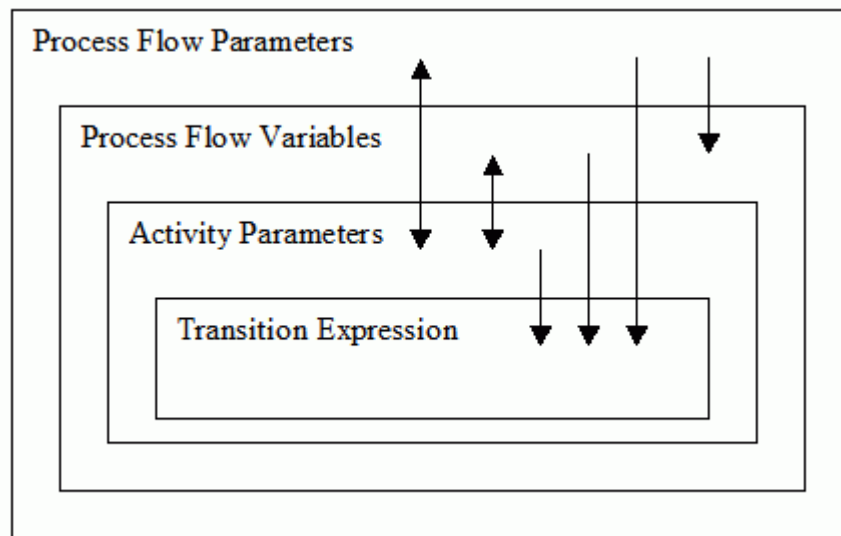 Process Flow Parameters
Process Flow Variables
Activity Parameters
Transition Expression